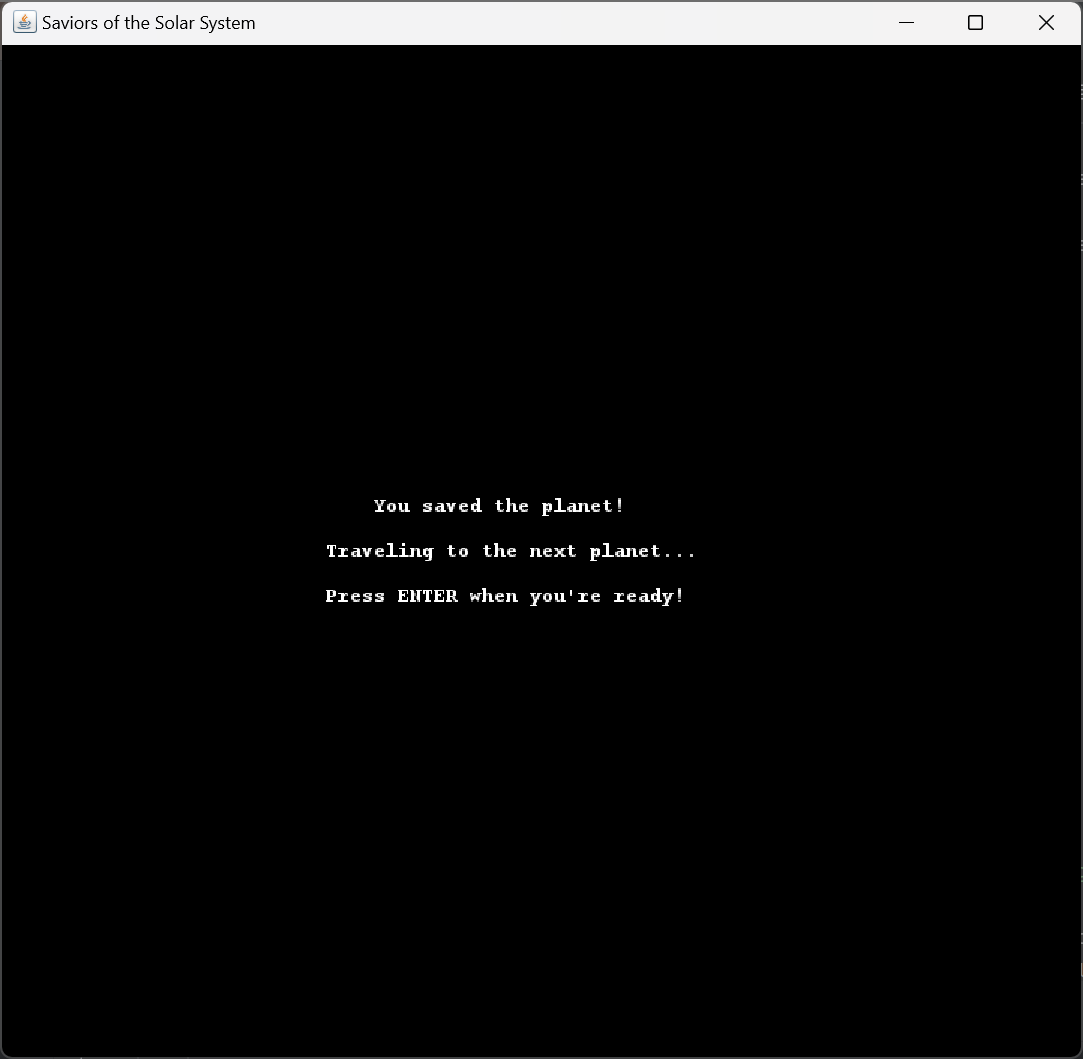 Saviors of the Solar System
You saved the planet!
Traveling to the next planet...
Press ENTER when you're ready!